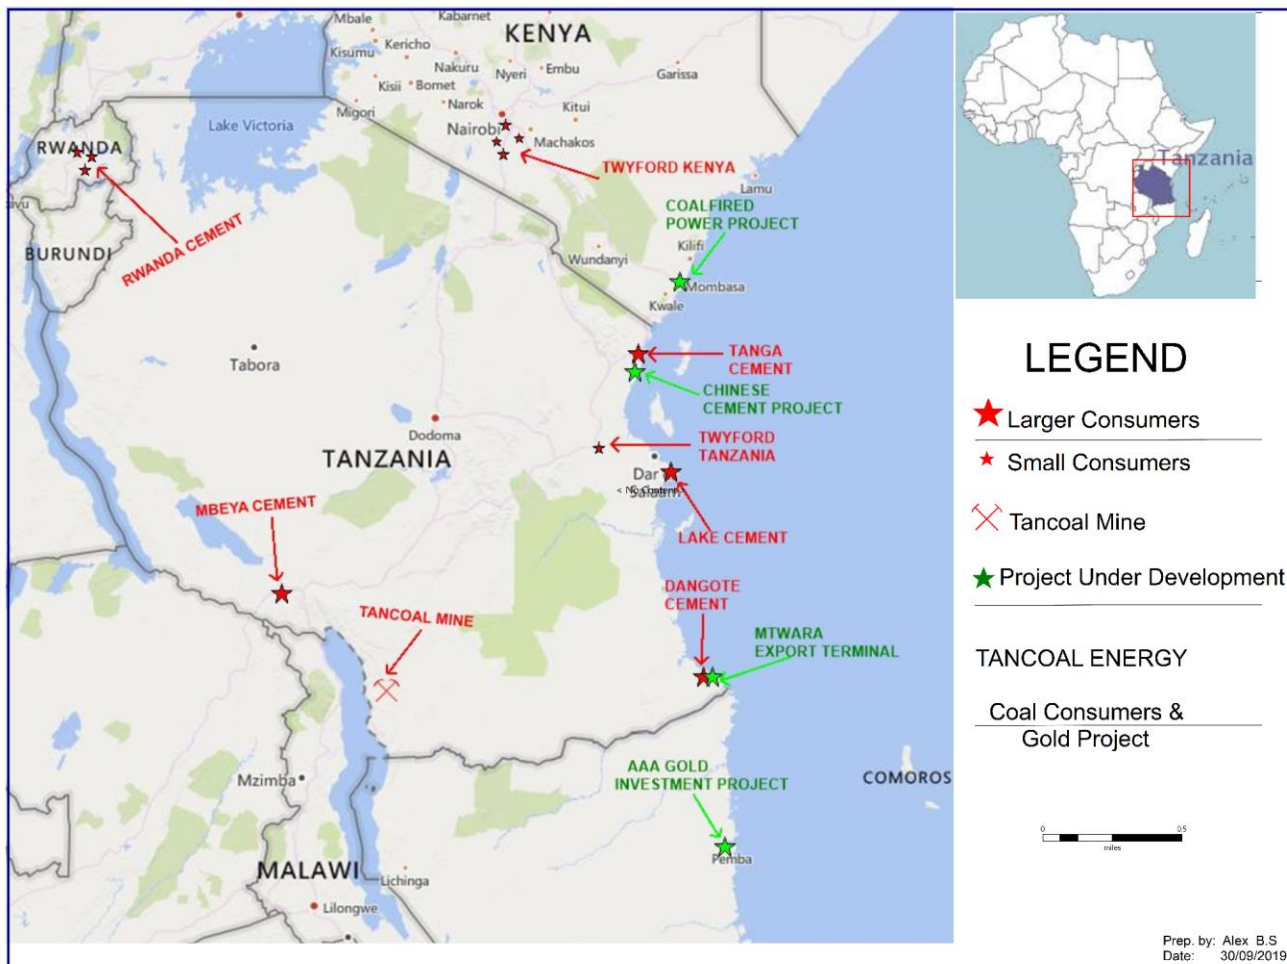 Mbale
Kabarnet
KENYA
Kisumu
Kericho
Nakuru
Nyeri
Embu
Garissa
Kisii
Bomet
Narok
Kitui
Migori
Nairobi
Machakos
Lake Victoria
RWANDA
TWYFORD KENYA
Lamu
COALFIRED
POWER PROJECT
Kilifi
Wundanyi
Mombasa
Kwale
BURUNDI
RWANDA CEMENT
TANGA
CEMENT
CHINESE
CEMENT PROJECT
Tabora
Dodoma
TANZANIA
TWYFORD
TANZANIA
Dar
Salaam
< No Content
MBEYA CEMENT
LAKE CEMENT
DANGOTE
CEMENT
TANCOAL MINE
MTWARA
EXPORT TERMINAL
AAA GOLD
INVESTMENT PROJECT
COMOROS
Mzimba
Pemba
MALAWI
Lichinga
Lilongwe
Tanzania
LEGEND
Larger Consumers
Small Consumers
Tancoal Mine
Project Under Development
TANCOAL ENERGY
Coal Consumers &
Gold Project
0 0.5
miles
Prep. by: Alex B.S
Date: 30/09/2019